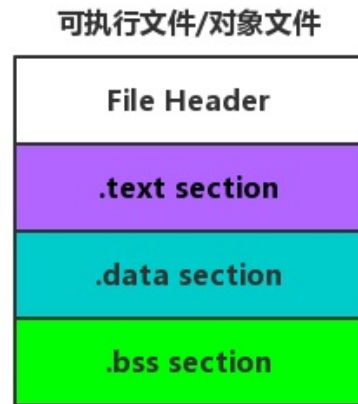 可执行文件/对象文件
File Header
.text section
.data section
.bss section